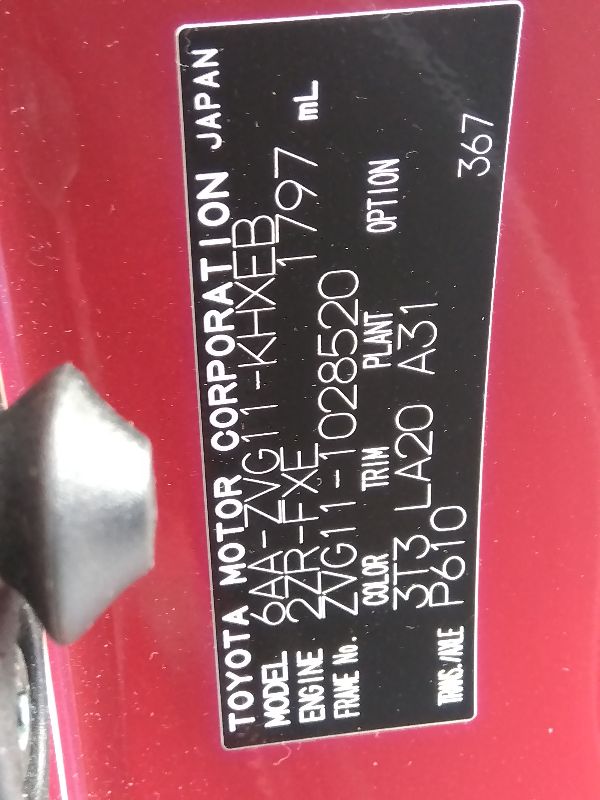 TOYOTA MOTOR CORPORATION JAPAN
MODEL 6AA-ZVG11-KHXEB
ENGINE 2ZR-FXE 1797 mL
FRAME No. ZVG11-1028520
COLOR TRIM PLANT OPTION
3T3 LA20 A31
TRANS./AXLE P610
367